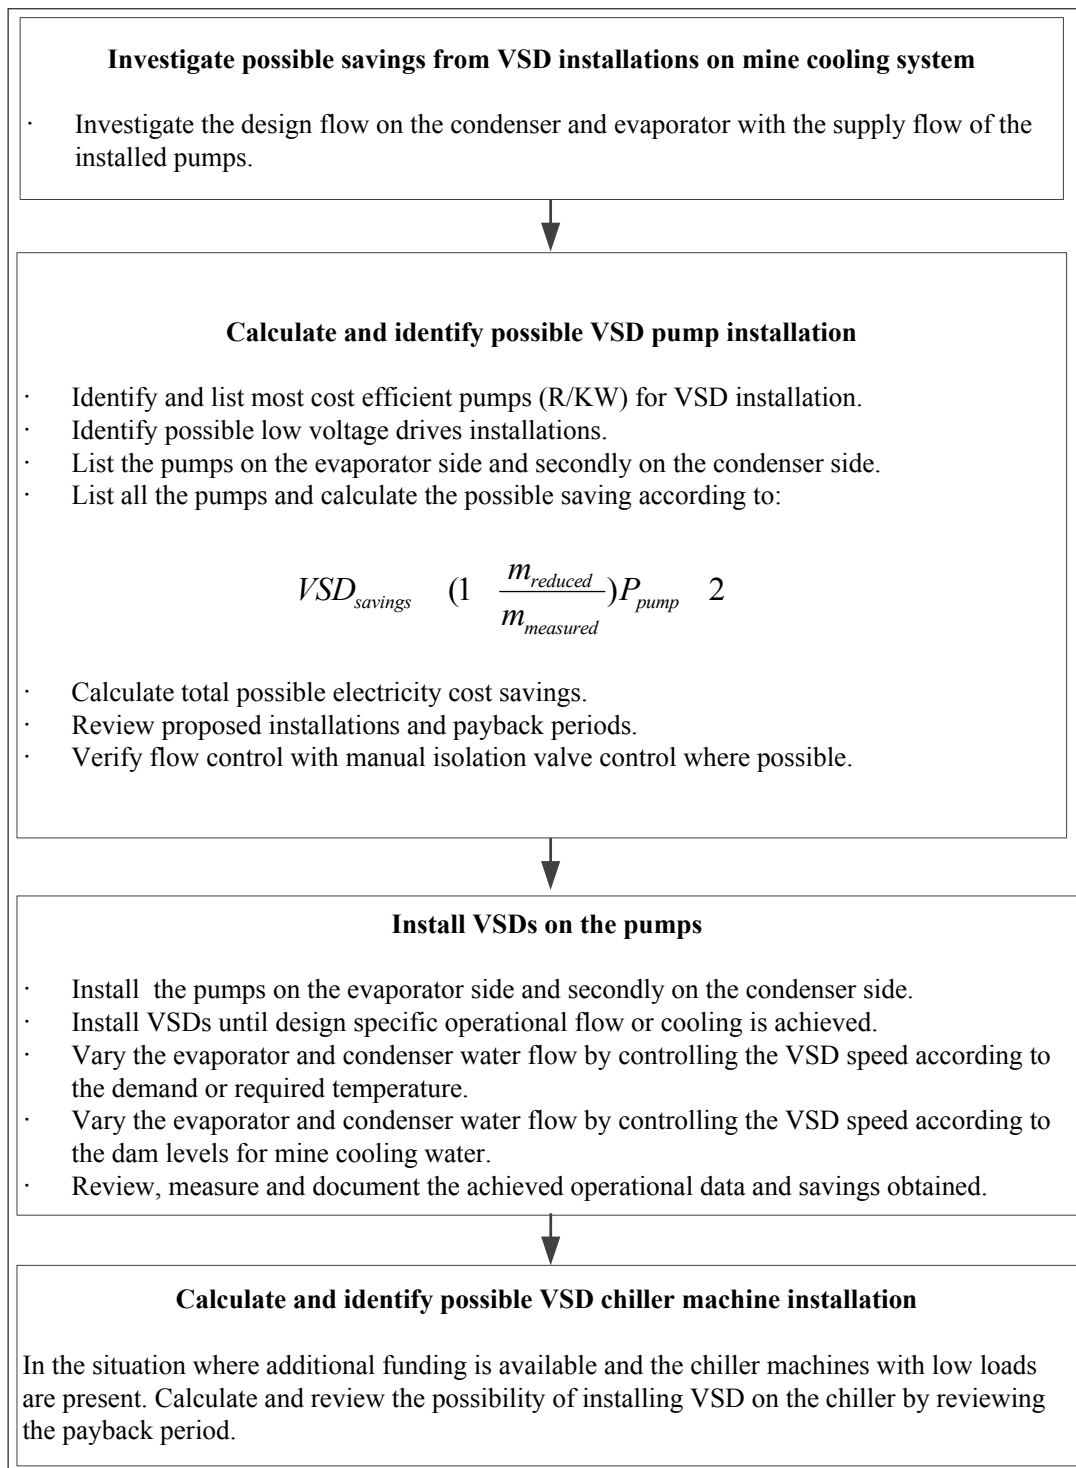 Investigate possible savings from VSD installations on mine cooling system
· Investigate the design flow on the condenser and evaporator with the supply flow of the
installed pumps.
Calculate and identify possible VSD pump installation
· Identify and list most cost efficient pumps (R/KW) for VSD installation.
· Identify possible low voltage drives installations.
· List the pumps on the evaporator side and secondly on the condenser side.
· List all the pumps and calculate the possible saving according to:
VSD_savings (1 m_reduced / m_measured)P_pump 2
· Calculate total possible electricity cost savings.
· Review proposed installations and payback periods.
· Verify flow control with manual isolation valve control where possible.
Install VSDs on the pumps
· Install the pumps on the evaporator side and secondly on the condenser side.
· Install VSDs until design specific operational flow or cooling is achieved.
· Vary the evaporator and condenser water flow by controlling the VSD speed according to
the demand or required temperature.
· Vary the evaporator and condenser water flow by controlling the VSD speed according to
the dam levels for mine cooling water.
· Review, measure and document the achieved operational data and savings obtained.
Calculate and identify possible VSD chiller machine installation
In the situation where additional funding is available and the chiller machines with low loads
are present. Calculate and review the possibility of installing VSD on the chiller by reviewing
the payback period.